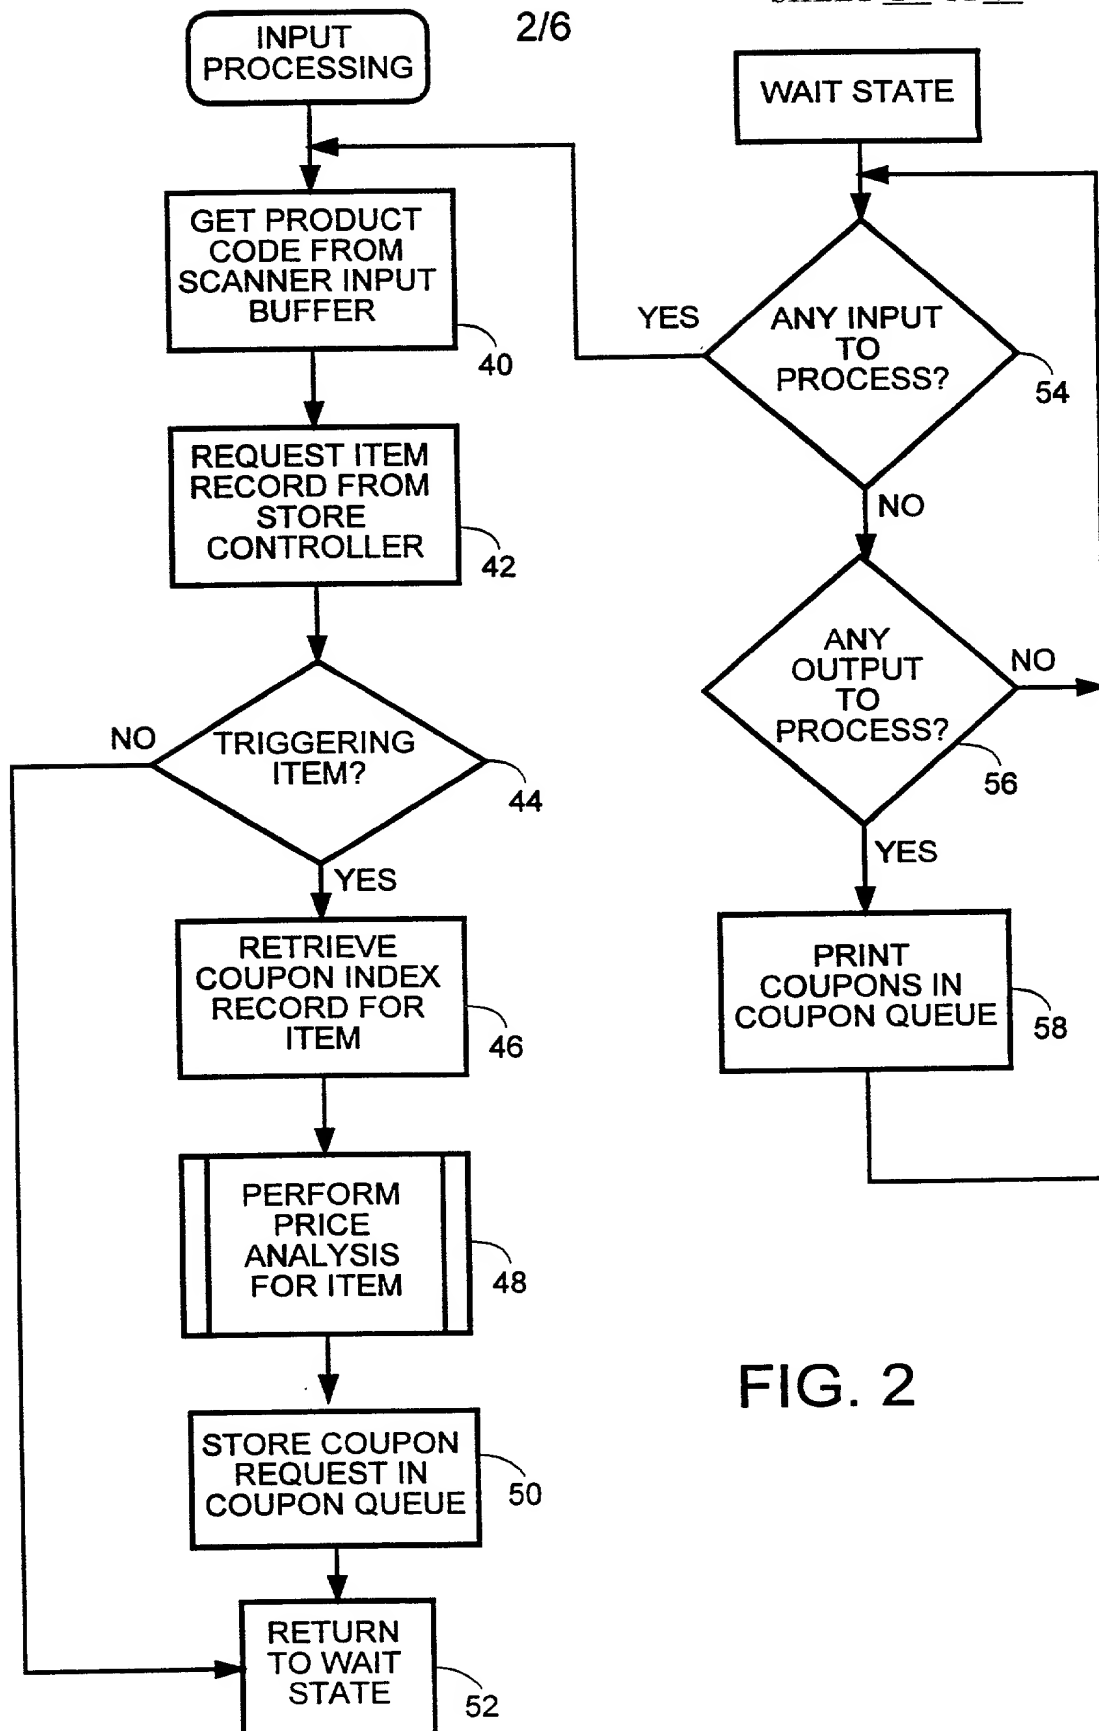 2/6
INPUT
PROCESSING
GET PRODUCT
CODE FROM
SCANNER INPUT
BUFFER
40
REQUEST ITEM
RECORD FROM
STORE
CONTROLLER
42
TRIGGERING
ITEM?
44
NO
YES
RETRIEVE
COUPON INDEX
RECORD FOR
ITEM
46
PERFORM
PRICE
ANALYSIS
FOR ITEM
48
STORE COUPON
REQUEST IN
COUPON QUEUE
50
RETURN
TO WAIT
STATE
52
WAIT STATE
ANY INPUT
TO
PROCESS?
54
YES
NO
ANY
OUTPUT
TO
PROCESS?
56
NO
YES
PRINT
COUPONS IN
COUPON QUEUE
58
FIG. 2